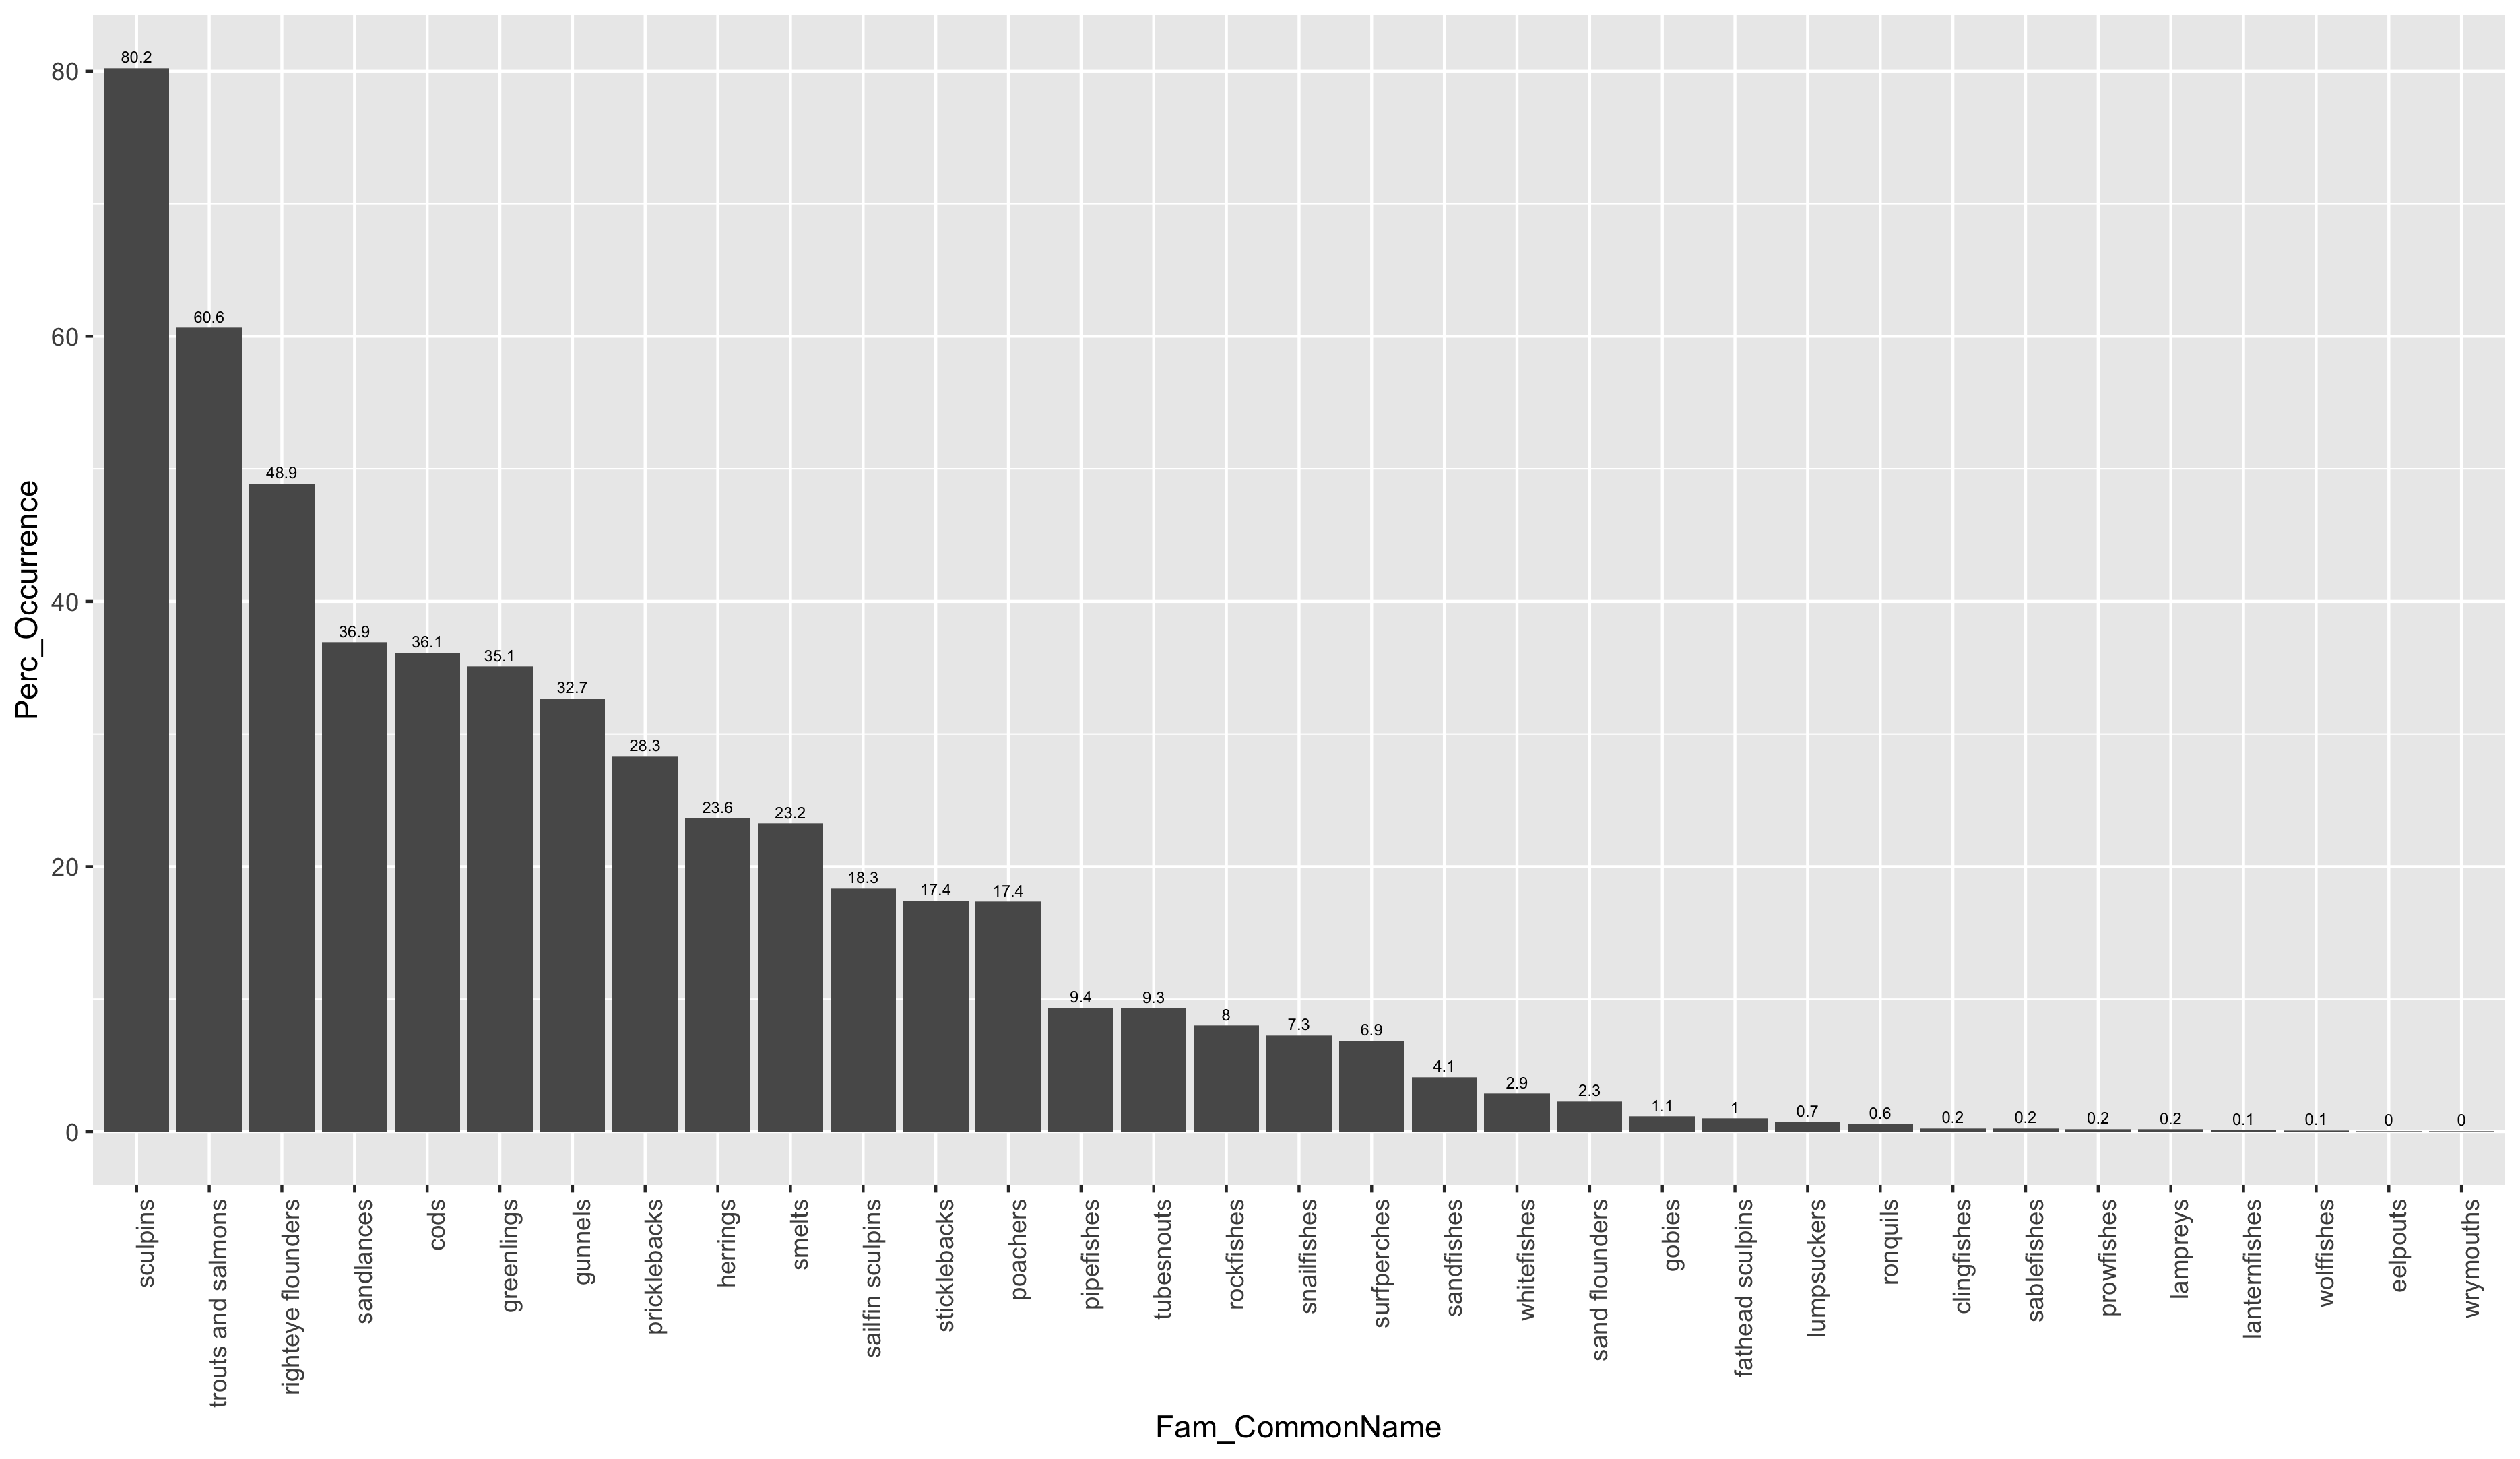 Perc_Occurrence
80
60
40
20
0
80.2
60.6
48.9
36.9
36.1
35.1
32.7
28.3
23.6
23.2
18.3
17.4
17.4
9.4
9.3
8
7.3
6.9
4.1
2.9
2.3
1.1
1
0.7
0.6
0.2
0.2
0.2
0.2
0.1
0.1
0
0
sculpins
trouts and salmons
righteye flounders
sandlances
cods
greenlings
gunnels
pricklebacks
herrings
smelts
sailfin sculpins
sticklebacks
poachers
pipefishes
tubesnouts
rockfishes
snailfishes
surfperches
sandfishes
whitefishes
sand flounders
gobies
fathead sculpins
lumpsuckers
ronquils
clingfishes
sablefishes
prowfishes
lampreys
lanternfishes
wolffishes
eelpouts
wrymouths
Fam_CommonName